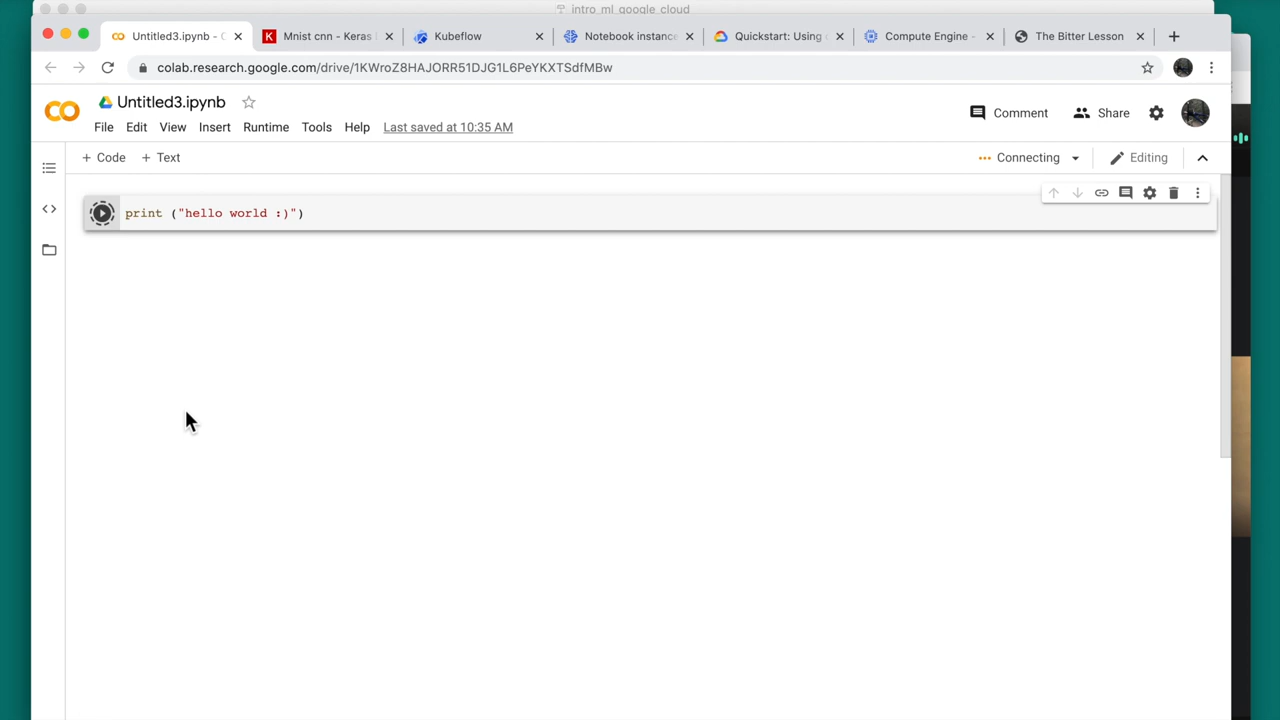 intro_ml_google_cloud
Untitled3.ipynb - C
Mnist cnn - Keras
Kubeflow
Notebook instance
Quickstart: Using
Compute Engine -
The Bitter Lesson
colab.research.google.com/drive/1KWroZ8HAJORR51DJG1L6PeYKXTSdfMBw
CO
Untitled3.ipynb
Comment
Share
File Edit View Insert Runtime Tools Help Last saved at 10:35 AM
+ Code + Text
Connecting
Editing
print ("hello world :)")